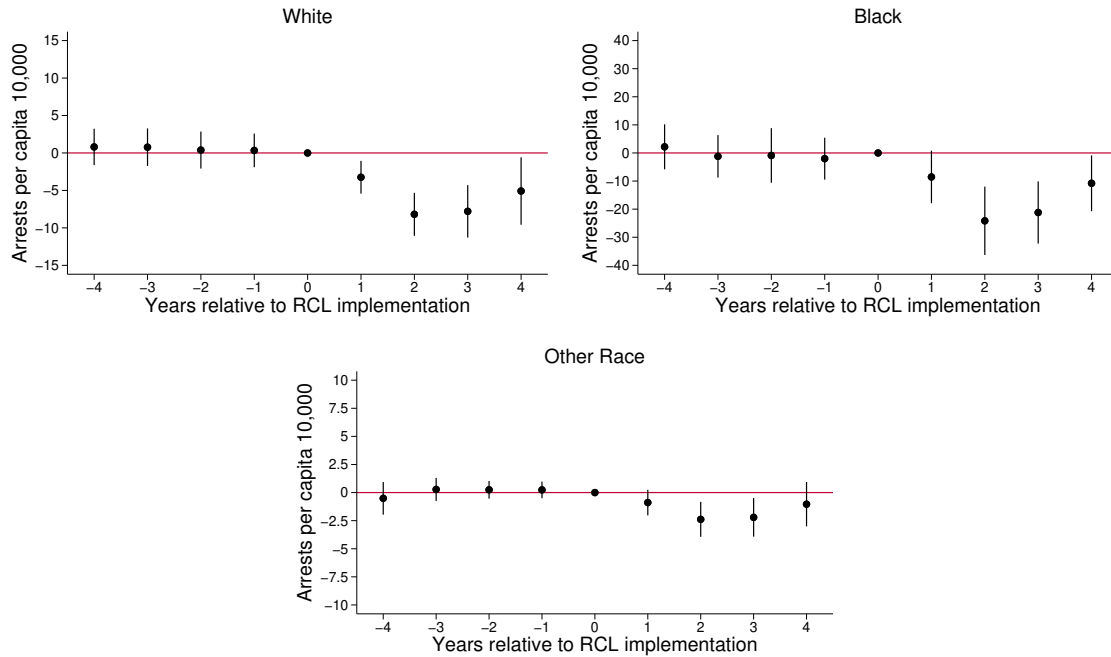 White
Arrests per capita 10,000
15
10
5
0
−5
−10
−15
−4 −3 −2 −1 0 1 2 3 4
Years relative to RCL implementation
Black
Arrests per capita 10,000
40
30
20
10
0
−10
−20
−30
−40
−4 −3 −2 −1 0 1 2 3 4
Years relative to RCL implementation
Other Race
Arrests per capita 10,000
10
7.5
5
2.5
0
−2.5
−5
−7.5
−10
−4 −3 −2 −1 0 1 2 3 4
Years relative to RCL implementation